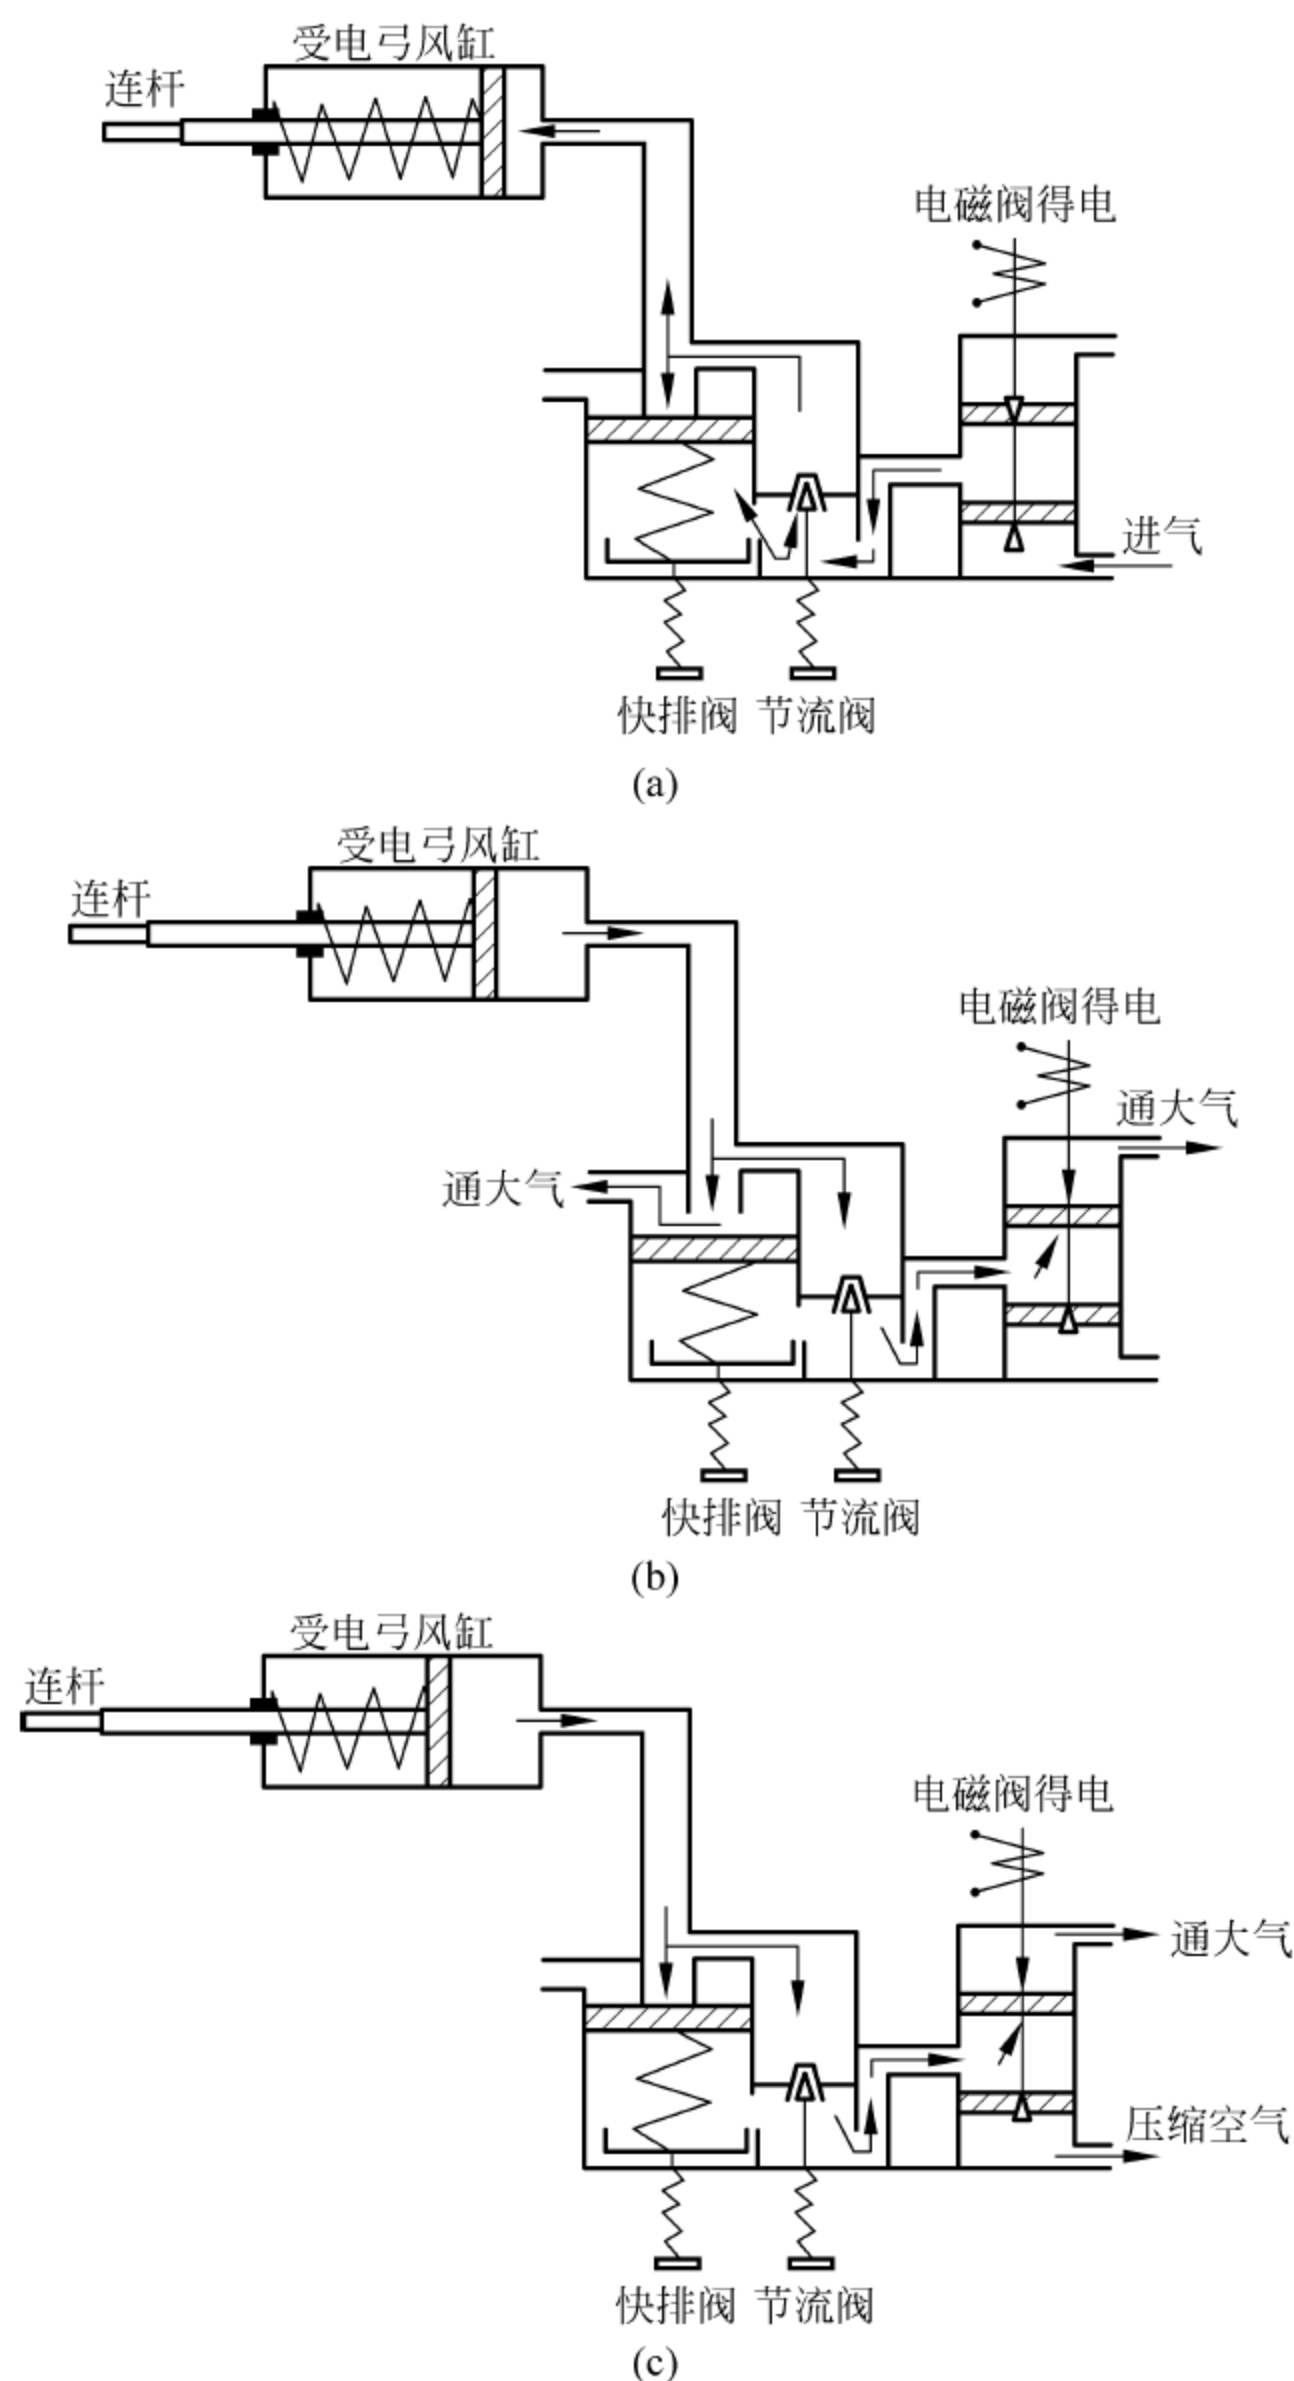 受电弓风缸
连杆
电磁阀得电
进气
快排阀 节流阀
(a)
受电弓风缸
连杆
电磁阀得电
通大气
通大气
快排阀 节流阀
(b)
受电弓风缸
连杆
电磁阀得电
通大气
压缩空气
快排阀 节流阀
(c)